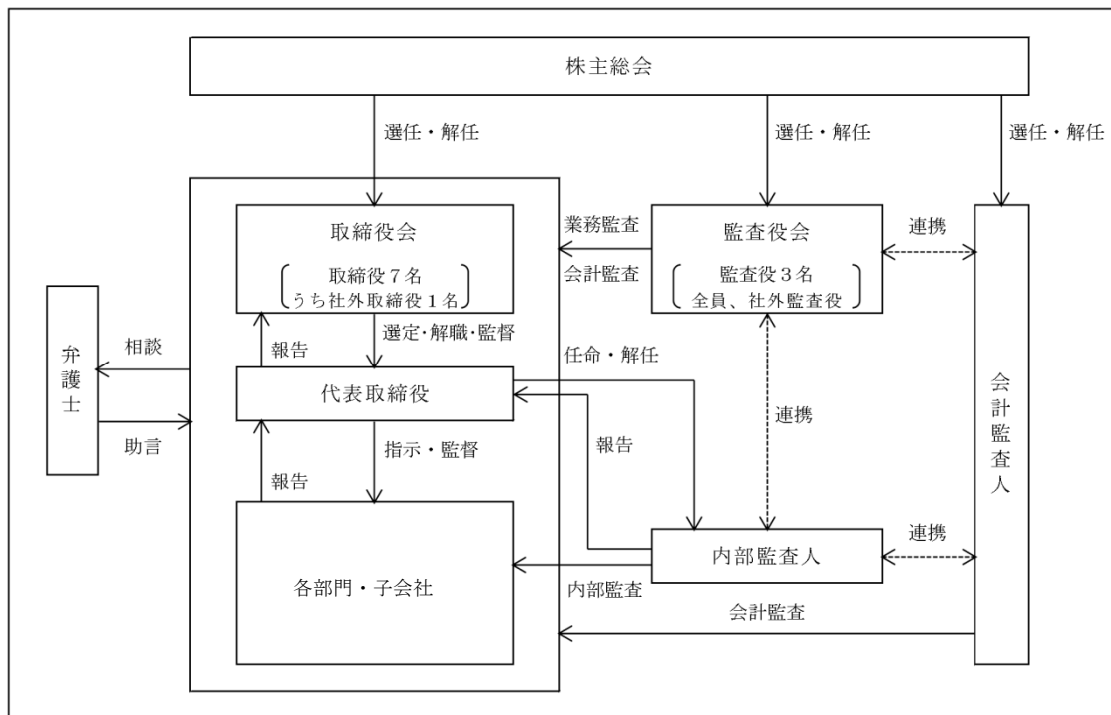 株主総会
選任・解任
選任・解任
選任・解任
取締役会
取締役７名
うち社外取締役１名
業務監査
会計監査
監査役会
監査役３名
全員、社外監査役
連携
選定・解職・監督
報告
相談
弁護士
助言
代表取締役
任命・解任
連携
報告
会計監査人
指示・監督
報告
各部門・子会社
内部監査人
連携
内部監査
会計監査